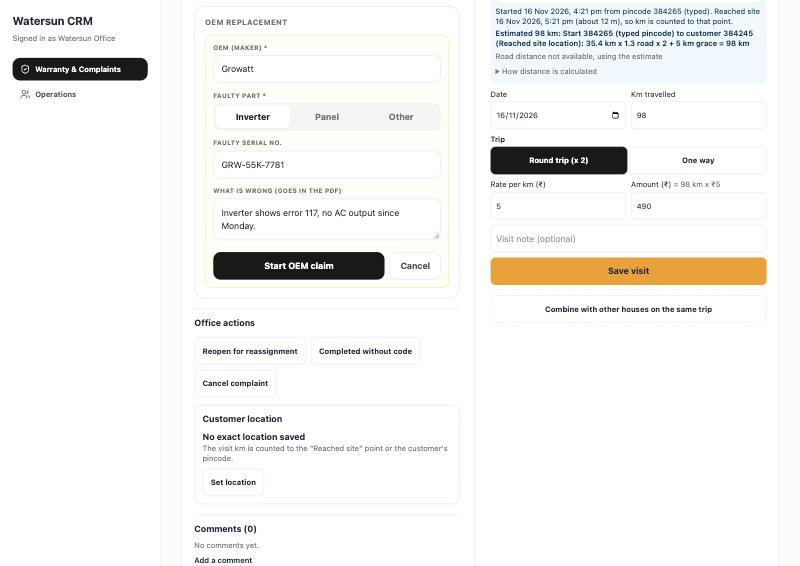 Watersun CRM
Signed in as Watersun Office
Warranty & Complaints
Operations
OEM REPLACEMENT
OEM (MAKER) *
Growatt
FAULTY PART *
Inverter
Panel
Other
FAULTY SERIAL NO.
GRW-55K-7781
WHAT IS WRONG (GOES IN THE PDF)
Inverter shows error 117, no AC output since
Monday.
Start OEM claim
Cancel
Office actions
Reopen for reassignment
Completed without code
Cancel complaint
Customer location
No exact location saved
The visit km is counted to the "Reached site" point or the customer's
pincode.
Set location
Comments (0)
No comments yet.
Add a comment
Started 16 Nov 2026, 4:21 pm from pincode 384265 (typed). Reached site
16 Nov 2026, 5:21 pm (about 12 m), so km is counted to that point.
Estimated 98 km: Start 384265 (typed pincode) to customer 384245
(Reached site location): 35.4 km x 1.3 road x 2 + 5 km grace = 98 km
Road distance not available, using the estimate
How distance is calculated
Date
Km travelled
16/11/2026
98
Trip
Round trip (x 2)
One way
Rate per km (₹)
Amount (₹) = 98 km x ₹5
5
490
Visit note (optional)
Save visit
Combine with other houses on the same trip